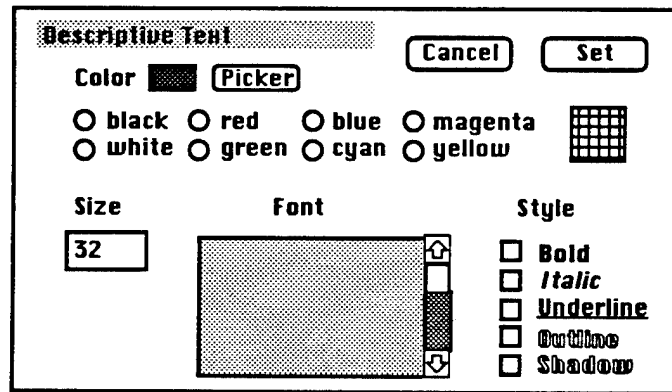 Descriptive Text
Cancel Set
Color Picker
black red blue magenta
white green cyan yellow
Size Font Style
32
Bold
Italic
Underline
Outline
Shadow